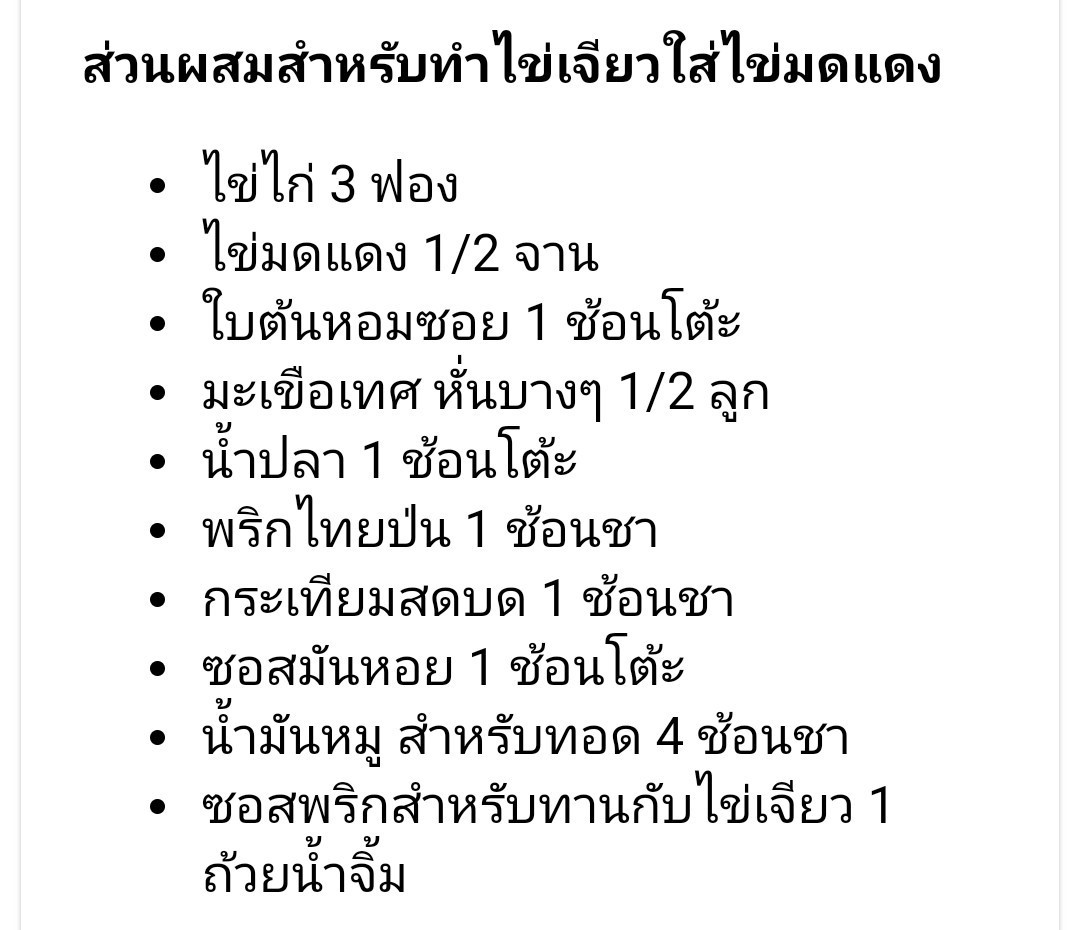 ส่วนผสมสำหรับทำไข่เจียวใส่ไข่มดแดง
• ไข่ไก่ 3 ฟอง
• ไข่มดแดง 1/2 จาน
• ใบต้นหอมซอย 1 ช้อนโต้ะ
• มะเขือเทศ หั่นบางๆ 1/2 ลูก
• น้ำปลา 1 ช้อนโต้ะ
• พริกไทยป่น 1 ช้อนชา
• กระเทียมสดบด 1 ช้อนชา
• ซอสมันหอย 1 ช้อนโต้ะ
• น้ำมันหมู สำหรับทอด 4 ช้อนชา
• ซอสพริกสำหรับทานกับไข่เจียว 1
ถ้วยน้ำจิ้ม